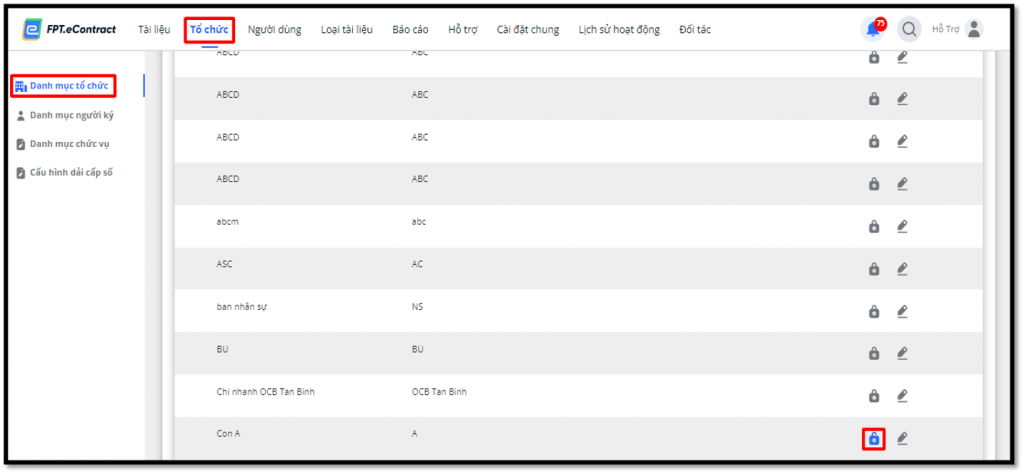 FPT.eContract Tài liệu Tổ chức Người dùng Loại tài liệu Báo cáo Hỗ trợ Cài đặt chung Lịch sử hoạt động Đối tác 75 Hỗ Trợ
Danh mục tổ chức
Danh mục người ký
Danh mục chức vụ
Cấu hình dải cấp số
ABCD ABC
ABCD ABC
ABCD ABC
ABCD ABC
abcm abc
ASC AC
ban nhân sự NS
BU BU
Chi nhanh OCB Tan Binh OCB Tan Binh
Con A A